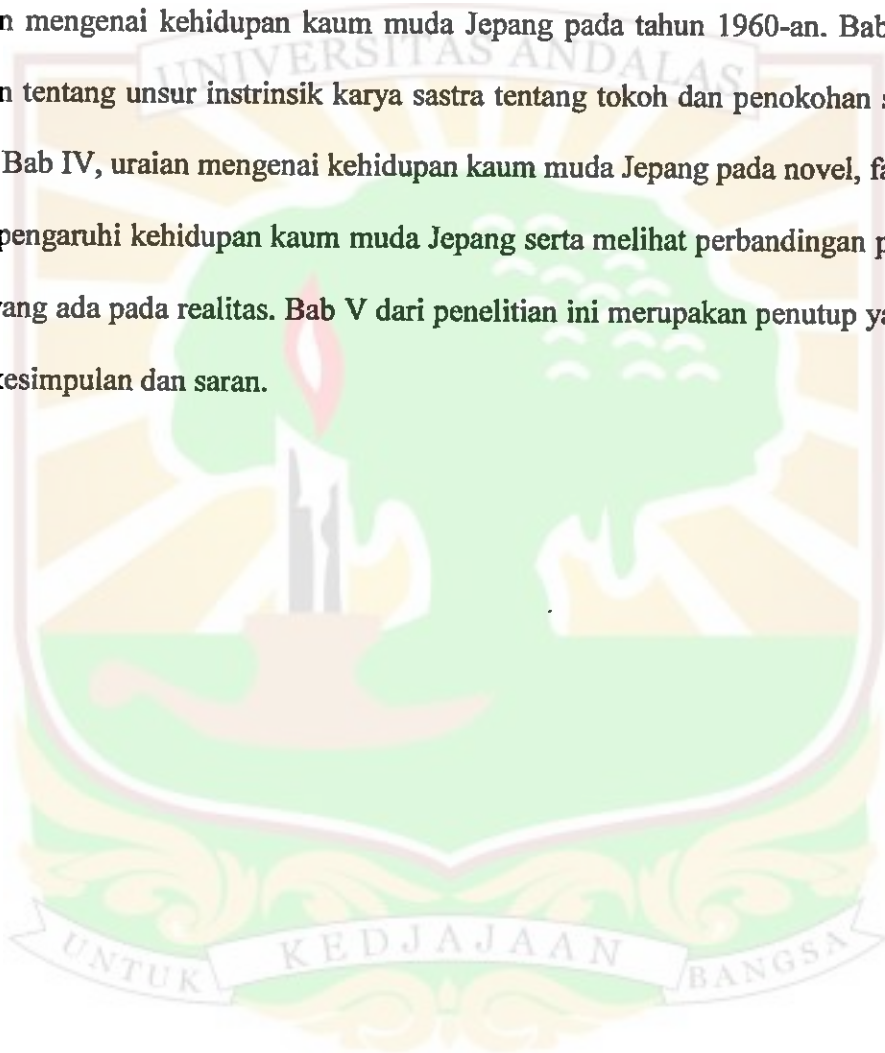 n mengenai kehidupan kaum muda Jepang pada tahun 1960-an. Bab
UNIVERSITAS ANDALAS
n tentang unsur instrinsik karya sastra tentang tokoh dan penokohan
Bab IV, uraian mengenai kehidupan kaum muda Jepang pada novel, fa
pengaruhi kehidupan kaum muda Jepang serta melihat perbandingan p
yang ada pada realitas. Bab V dari penelitian ini merupakan penutup ya
kesimpulan dan saran.
UNTUK KEDJAJAAN BANGSA